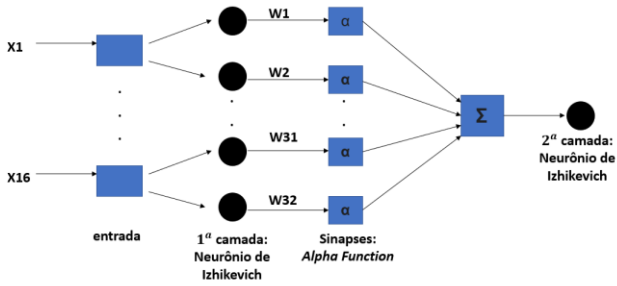 X1
W1
α
W2
α
Σ
W31
α
X16
W32
α
2ª camada:
Neurônio de
Izhikevich
entrada
1ª camada:
Neurônio de
Izhikevich
Sinapses:
Alpha Function